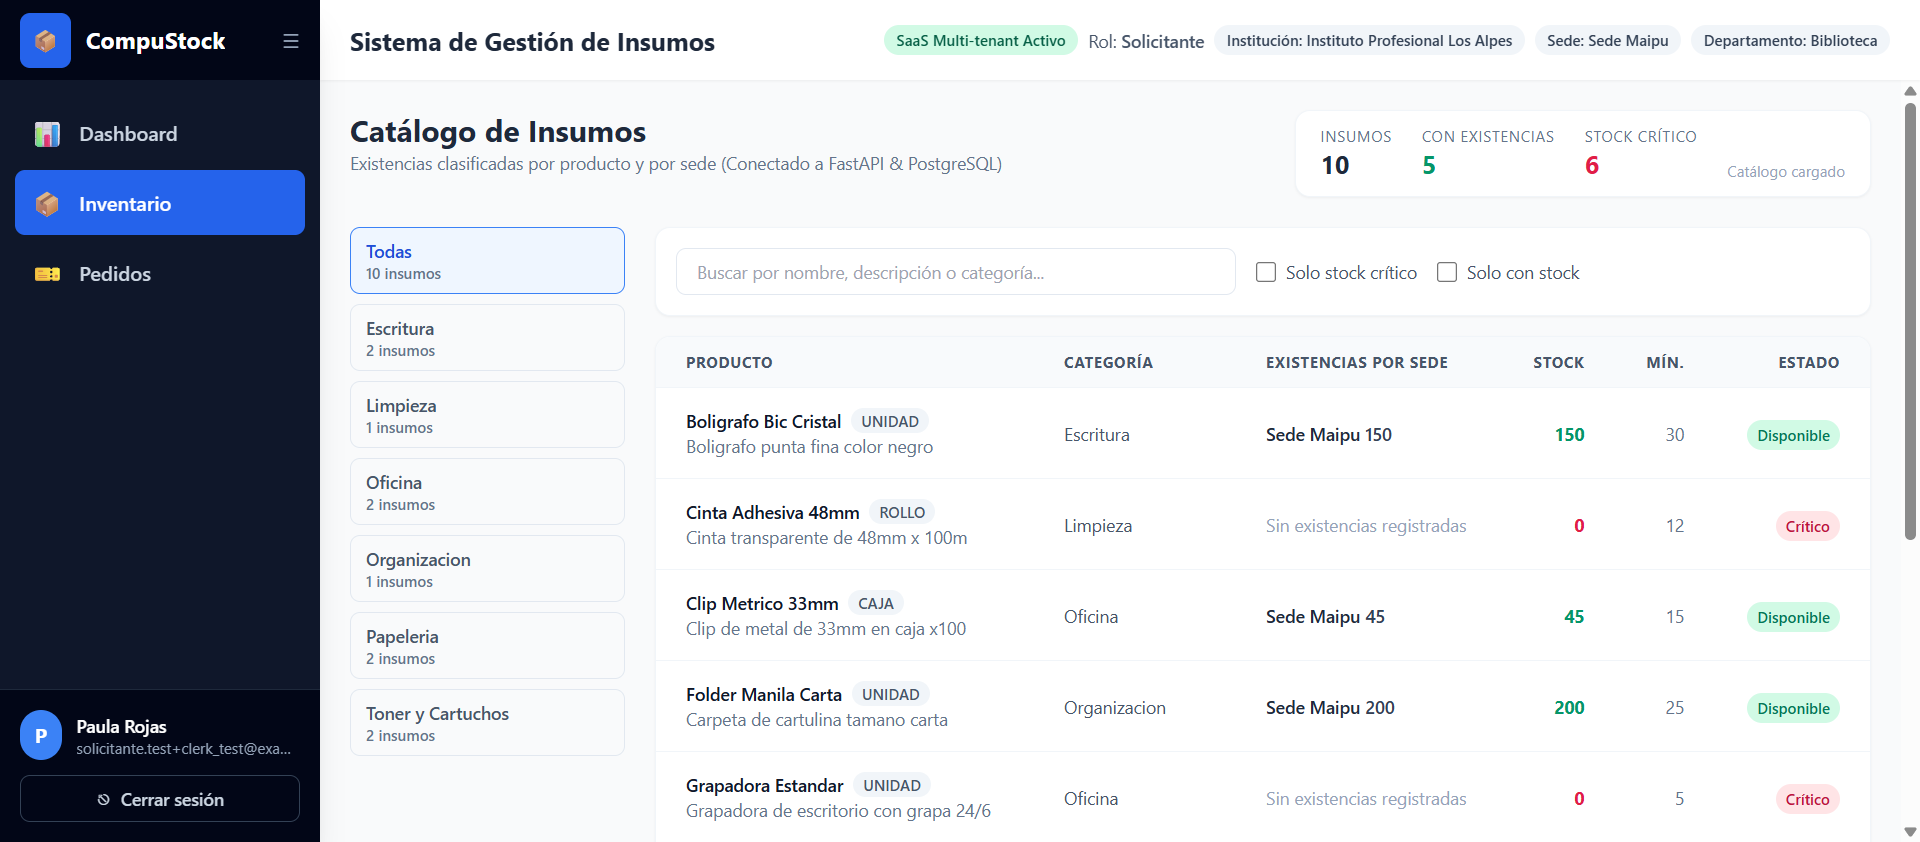 CompuStock
Dashboard
Inventario
Pedidos
P
Paula Rojas
solicitante.test+clerk_test@exa...
Cerrar sesión
Sistema de Gestión de Insumos
SaaS Multi-tenant Activo
Rol: Solicitante
Institución: Instituto Profesional Los Alpes
Sede: Sede Maipu
Departamento: Biblioteca
Catálogo de Insumos
Existencias clasificadas por producto y por sede (Conectado a FastAPI & PostgreSQL)
INSUMOS
10
CON EXISTENCIAS
5
STOCK CRÍTICO
6
Catálogo cargado
Todas
10 insumos
Escritura
2 insumos
Limpieza
1 insumos
Oficina
2 insumos
Organizacion
1 insumos
Papeleria
2 insumos
Toner y Cartuchos
2 insumos
Buscar por nombre, descripción o categoría...
Solo stock crítico
Solo con stock
PRODUCTO CATEGORÍA EXISTENCIAS POR SEDE STOCK MÍN. ESTADO
Boligrafo Bic Cristal UNIDAD
Boligrafo punta fina color negro
Escritura
Sede Maipu 150
150
30
Disponible
Cinta Adhesiva 48mm ROLLO
Cinta transparente de 48mm x 100m
Limpieza
Sin existencias registradas
0
12
Crítico
Clip Metrico 33mm CAJA
Clip de metal de 33mm en caja x100
Oficina
Sede Maipu 45
45
15
Disponible
Folder Manila Carta UNIDAD
Carpeta de cartulina tamano carta
Organizacion
Sede Maipu 200
200
25
Disponible
Grapadora Estandar UNIDAD
Grapadora de escritorio con grapa 24/6
Oficina
Sin existencias registradas
0
5
Crítico